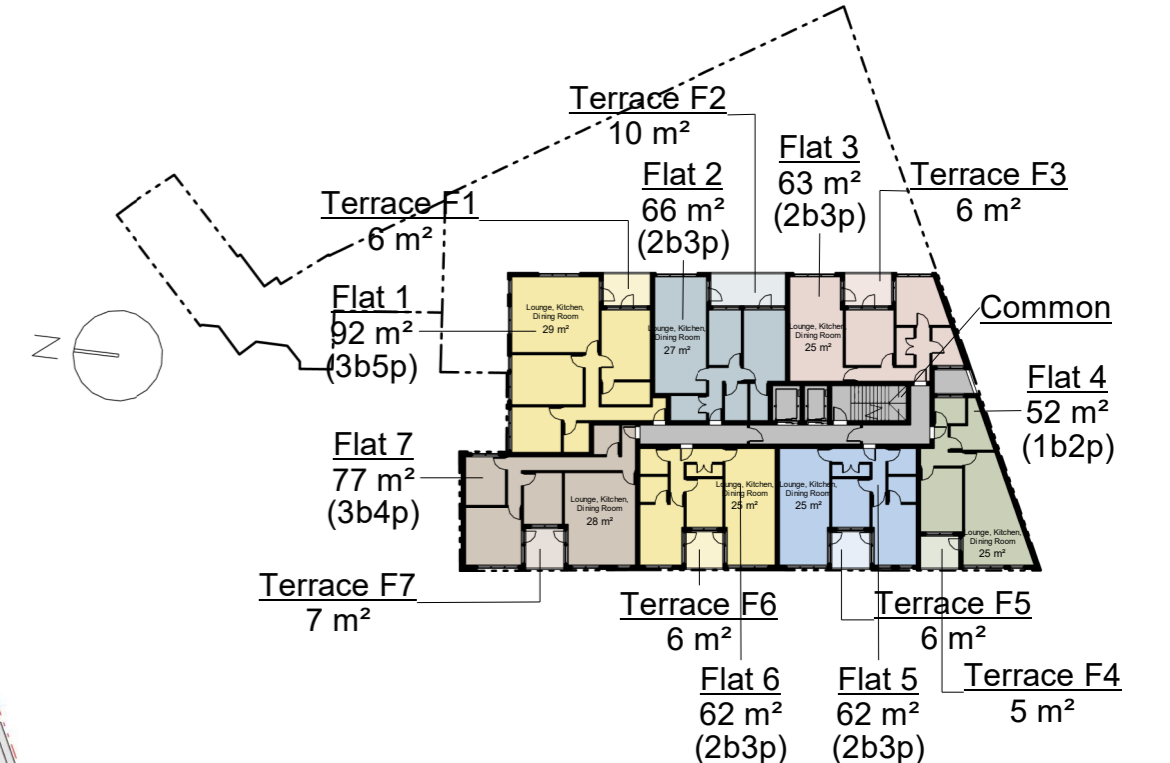 Terrace F2
10 m²
Flat 3
63 m²
(2b3p)
Flat 2
66 m²
(2b3p)
Terrace F3
6 m²
Terrace F1
6 m²
Flat 1
92 m²
(3b5p)
Common
Lounge, Kitchen,
Dining Room
29 m²
Lounge, Kitchen,
Dining Room
27 m²
Lounge, Kitchen,
Dining Room
25 m²
Flat 4
52 m²
(1b2p)
N
Flat 7
77 m²
(3b4p)
Lounge, Kitchen,
Dining Room
28 m²
Lounge, Kitchen,
Dining Room
25 m²
Lounge, Kitchen,
Dining Room
25 m²
Lounge, Kitchen,
Dining Room
25 m²
Terrace F7
7 m²
Terrace F6
6 m²
Terrace F5
6 m²
Flat 6
62 m²
(2b3p)
Flat 5
62 m²
(2b3p)
Terrace F4
5 m²